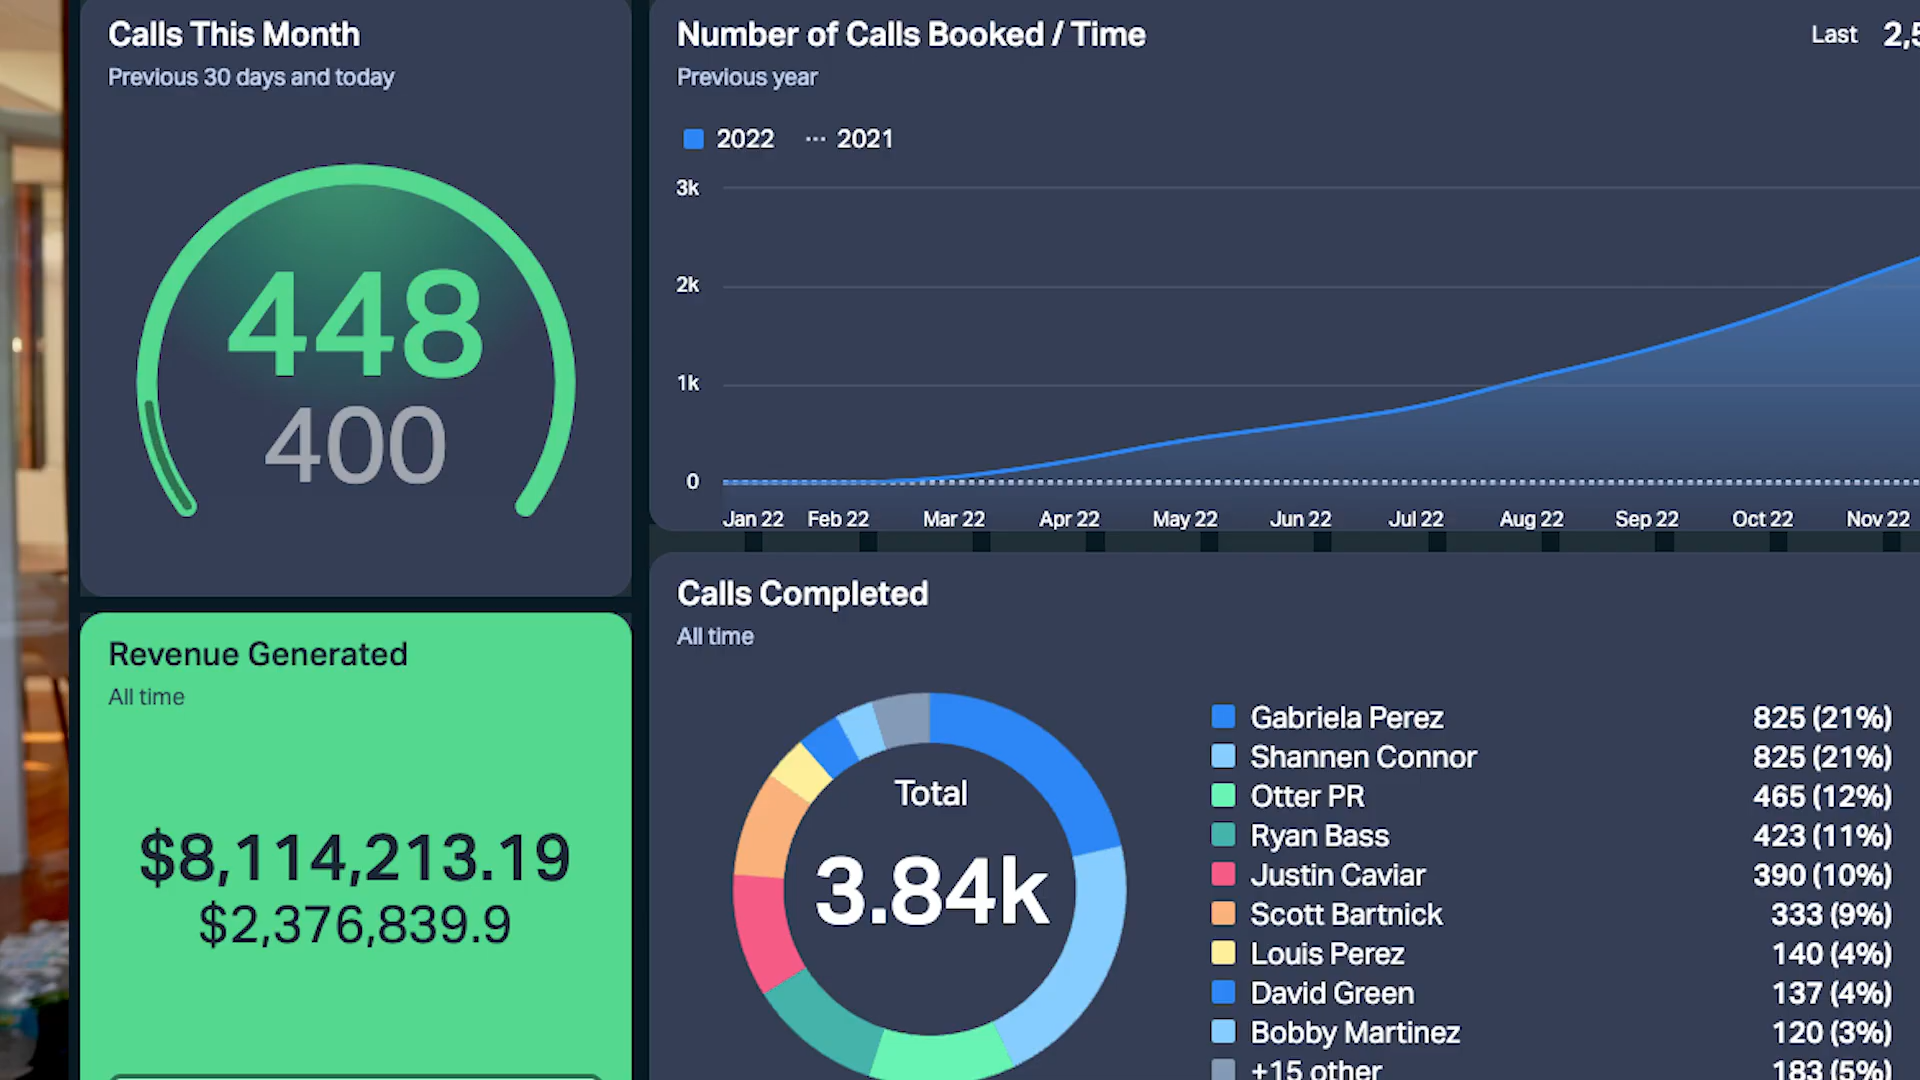 Calls This Month
Previous 30 days and today
448
400
Revenue Generated
All time
$8,114,213.19
$2,376,839.9
Number of Calls Booked / Time
Previous year
Last
2022 2021
3k
2k
1k
0
Jan 22 Feb 22 Mar 22 Apr 22 May 22 Jun 22 Jul 22 Aug 22 Sep 22 Oct 22 Nov 22
Calls Completed
All time
Total
3.84k
Gabriela Perez 825 (21%)
Shannen Connor 825 (21%)
Otter PR 465 (12%)
Ryan Bass 423 (11%)
Justin Caviar 390 (10%)
Scott Bartnick 333 (9%)
Louis Perez 140 (4%)
David Green 137 (4%)
Bobby Martinez 120 (3%)
+15 other 183 (5%)